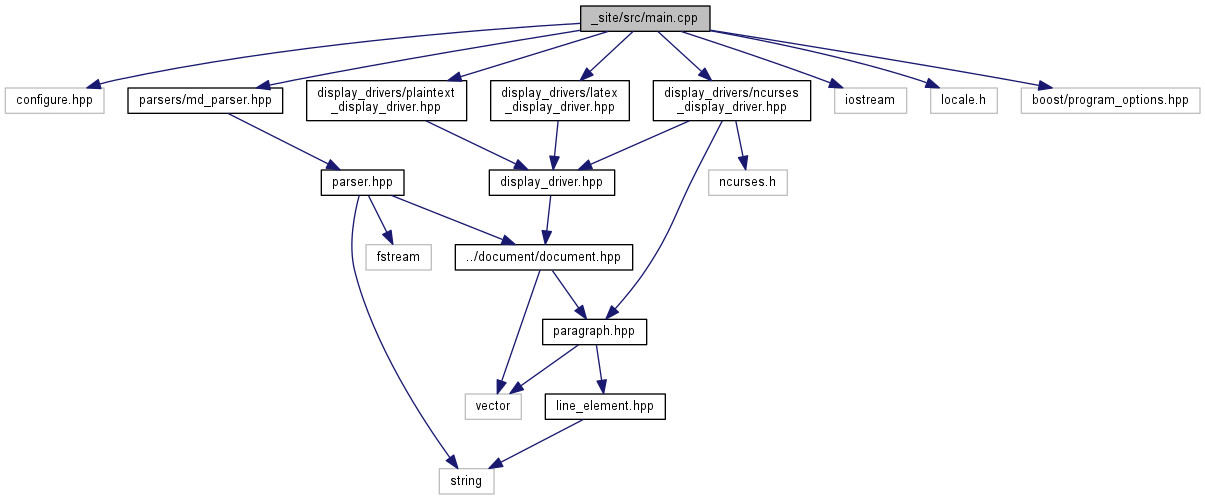 _site/src/main.cpp
configure.hpp
parsers/md_parser.hpp
display_drivers/plaintext
_display_driver.hpp
display_drivers/latex
_display_driver.hpp
display_drivers/ncurses
_display_driver.hpp
iostream
locale.h
boost/program_options.hpp
parser.hpp
display_driver.hpp
ncurses.h
fstream
../document/document.hpp
paragraph.hpp
vector
line_element.hpp
string